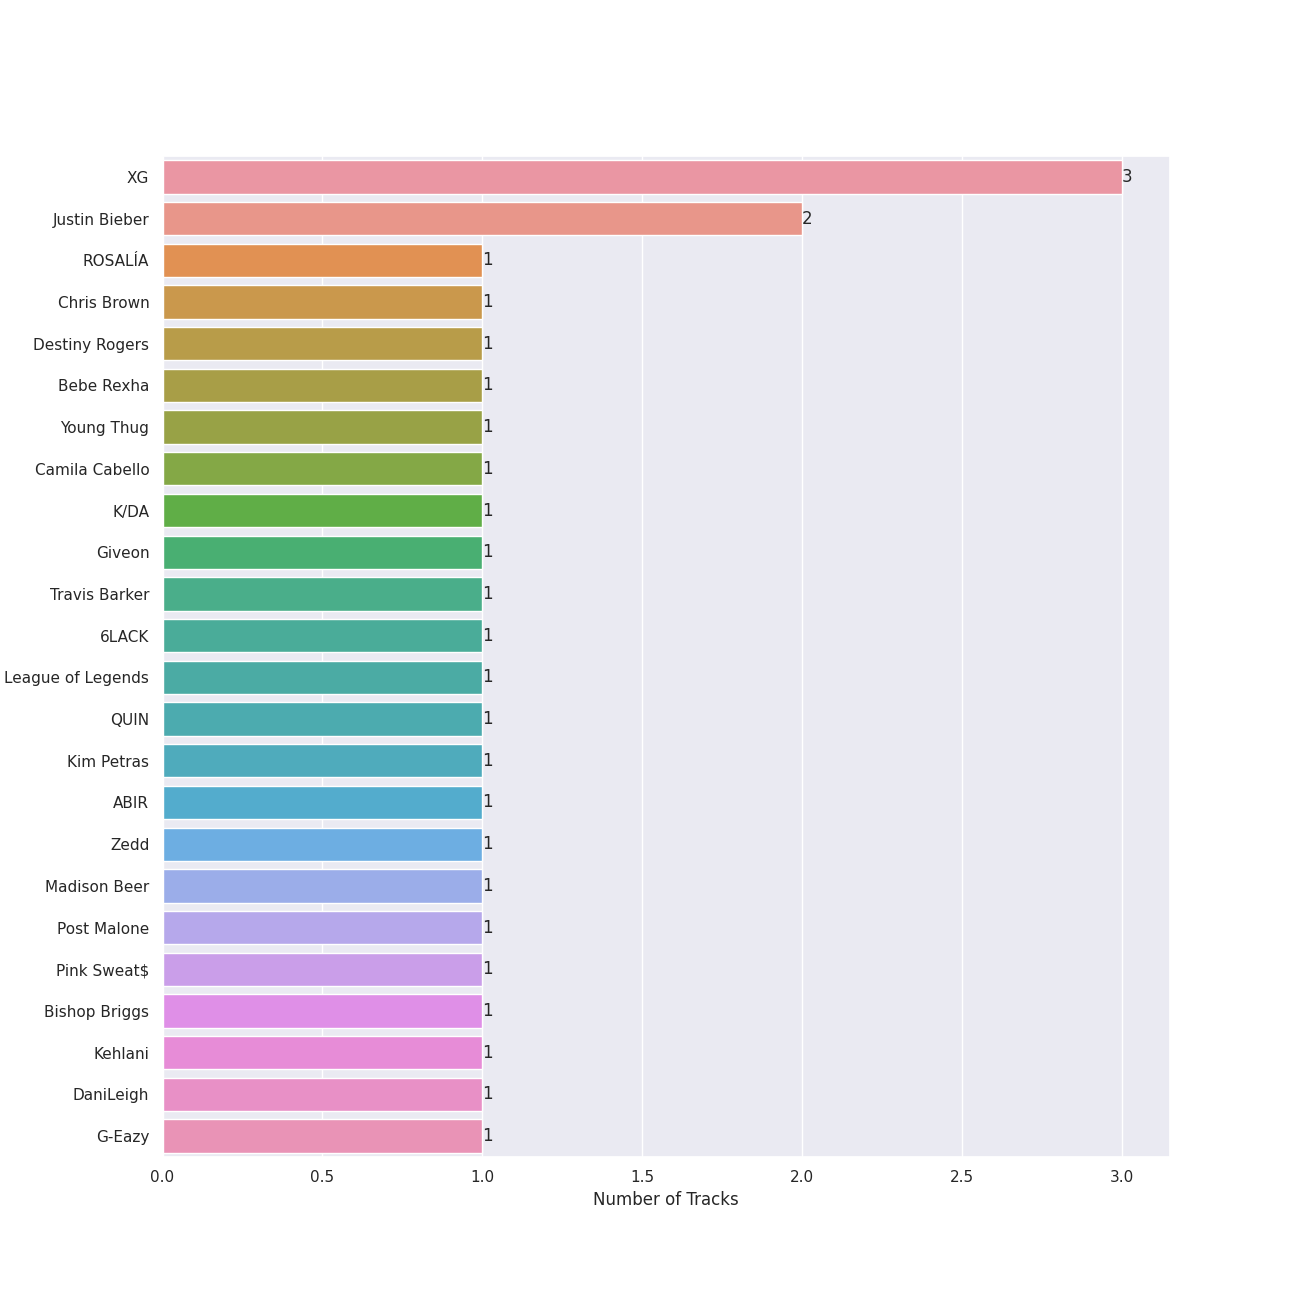 XG 3
Justin Bieber 2
ROSALÍA 1
Chris Brown 1
Destiny Rogers 1
Bebe Rexha 1
Young Thug 1
Camila Cabello 1
K/DA 1
Giveon 1
Travis Barker 1
6LACK 1
League of Legends 1
QUIN 1
Kim Petras 1
ABIR 1
Zedd 1
Madison Beer 1
Post Malone 1
Pink Sweat$ 1
Bishop Briggs 1
Kehlani 1
DaniLeigh 1
G-Eazy 1
0.0 0.5 1.0 1.5 2.0 2.5 3.0
Number of Tracks